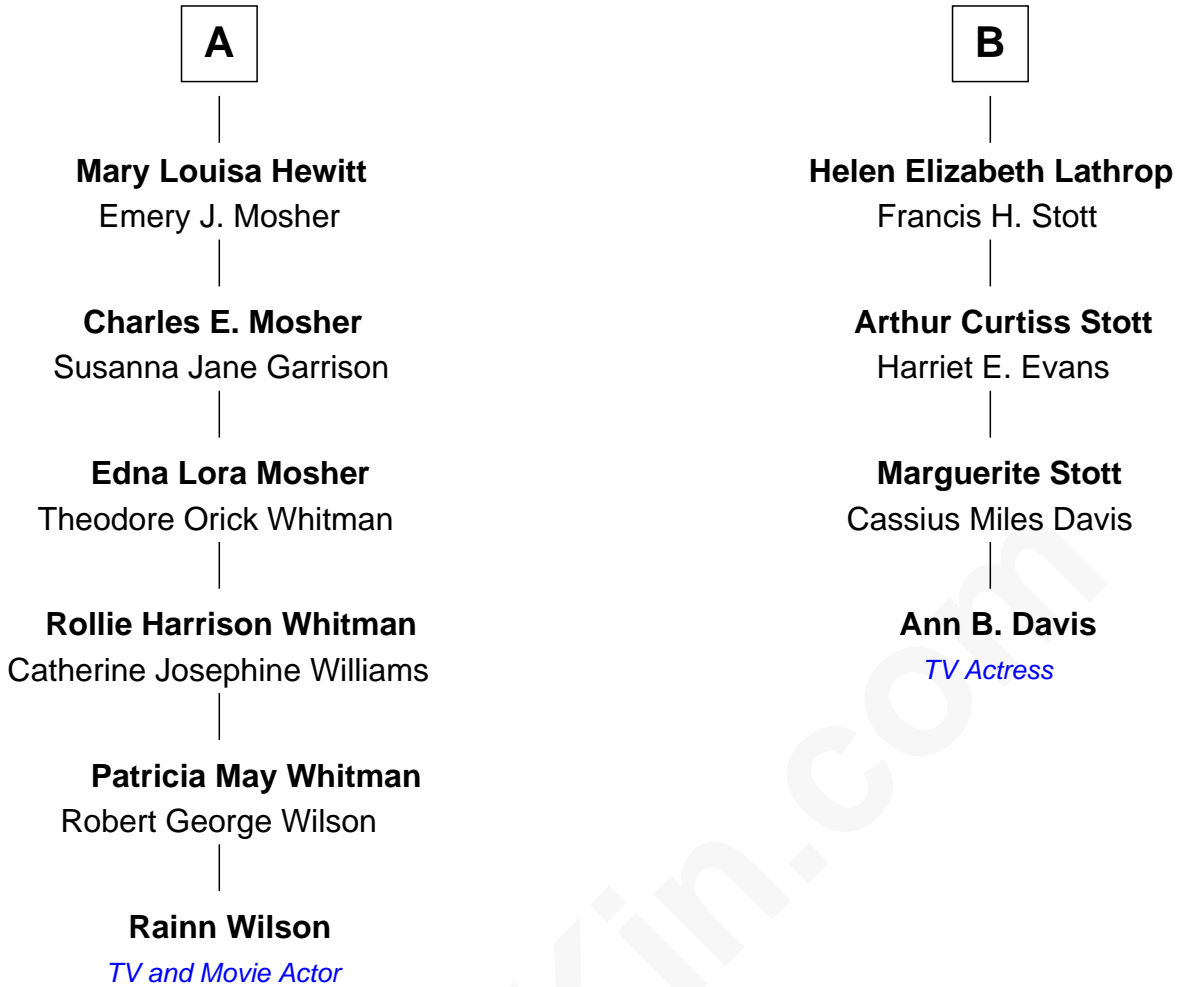 A
Mary Louisa Hewitt
Emery J. Mosher
Charles E. Mosher
Susanna Jane Garrison
Edna Lora Mosher
Theodore Orick Whitman
Rollie Harrison Whitman
Catherine Josephine Williams
Patricia May Whitman
Robert George Wilson
Rainn Wilson
TV and Movie Actor
B
Helen Elizabeth Lathrop
Francis H. Stott
Arthur Curtiss Stott
Harriet E. Evans
Marguerite Stott
Cassius Miles Davis
Ann B. Davis
TV Actress
Kin.com